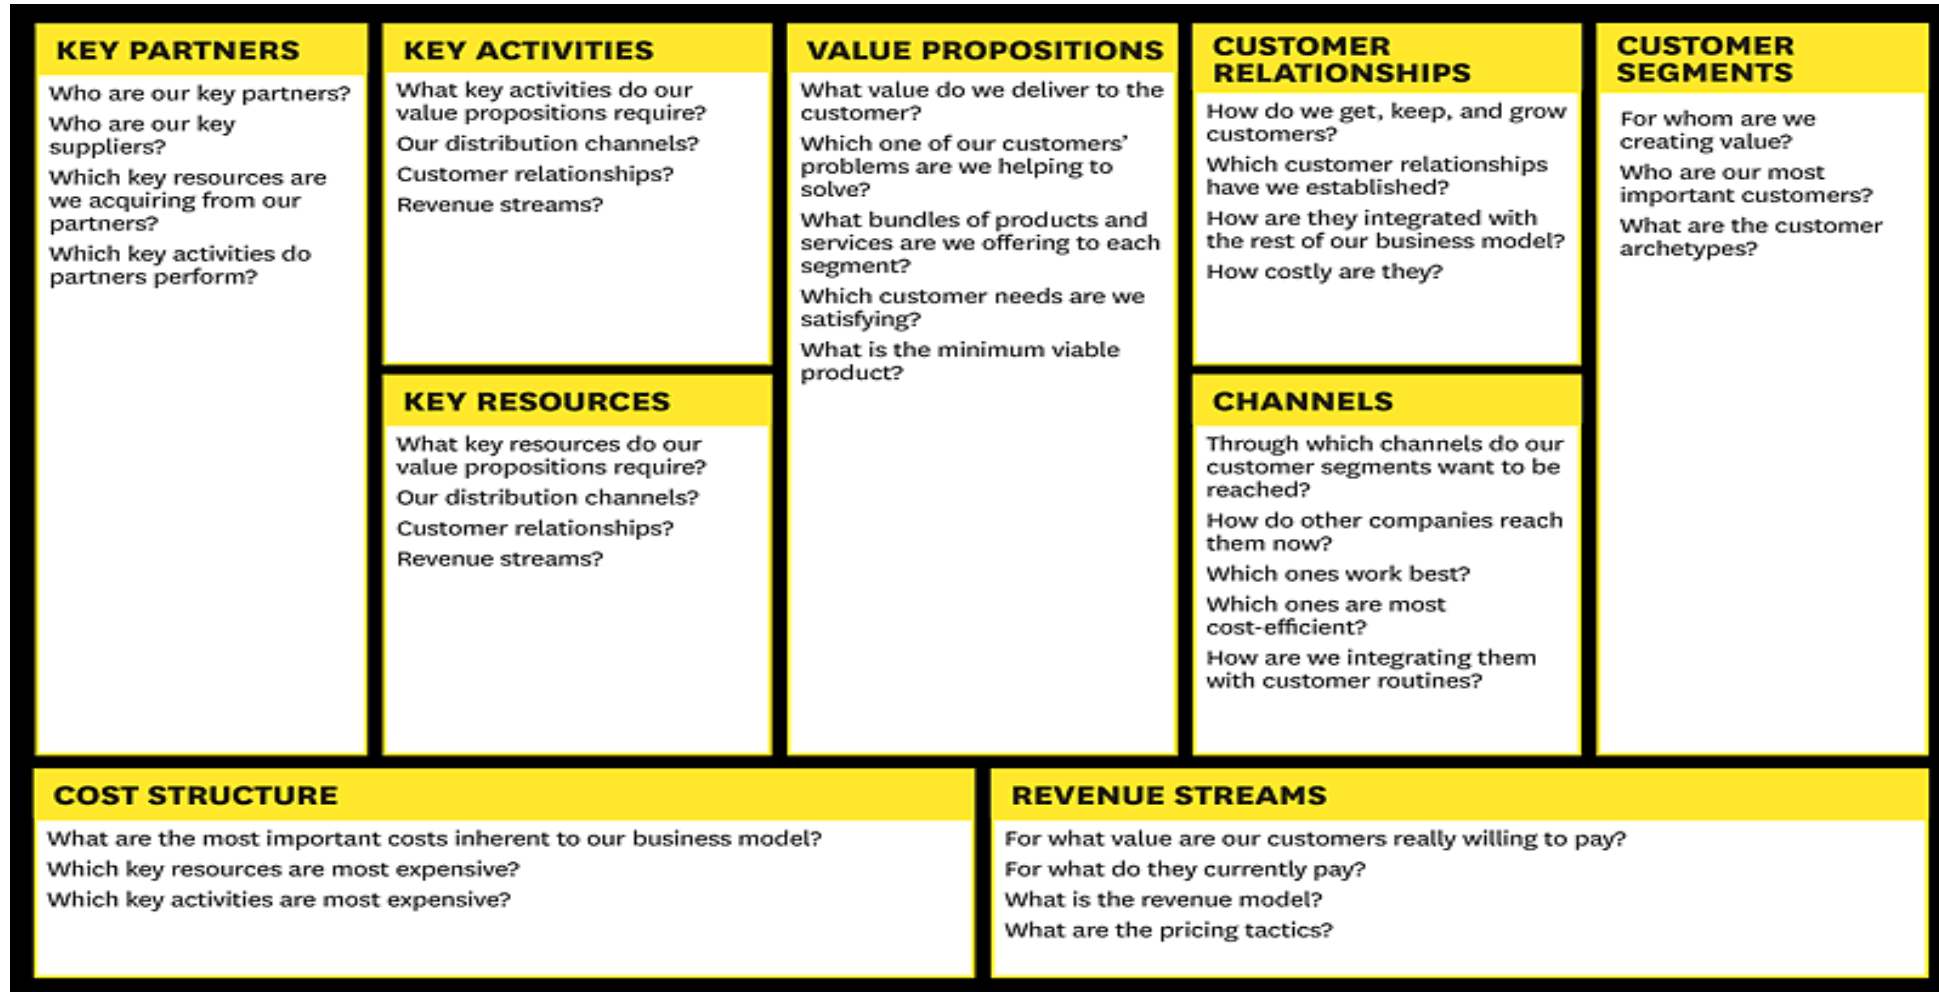 KEY PARTNERS
Who are our key partners?
Who are our key
suppliers?
Which key resources are
we acquiring from our
partners?
Which key activities do
partners perform?
KEY ACTIVITIES
What key activities do our
value propositions require?
Our distribution channels?
Customer relationships?
Revenue streams?
KEY RESOURCES
What key resources do our
value propositions require?
Our distribution channels?
Customer relationships?
Revenue streams?
VALUE PROPOSITIONS
What value do we deliver to the
customer?
Which one of our customers’
problems are we helping to
solve?
What bundles of products and
services are we offering to each
segment?
Which customer needs are we
satisfying?
What is the minimum viable
product?
CUSTOMER
RELATIONSHIPS
How do we get, keep, and grow
customers?
Which customer relationships
have we established?
How are they integrated with
the rest of our business model?
How costly are they?
CHANNELS
Through which channels do our
customer segments want to be
reached?
How do other companies reach
them now?
Which ones work best?
Which ones are most
cost-efficient?
How are we integrating them
with customer routines?
CUSTOMER
SEGMENTS
For whom are we
creating value?
Who are our most
important customers?
What are the customer
archetypes?
COST STRUCTURE
What are the most important costs inherent to our business model?
Which key resources are most expensive?
Which key activities are most expensive?
REVENUE STREAMS
For what value are our customers really willing to pay?
For what do they currently pay?
What is the revenue model?
What are the pricing tactics?